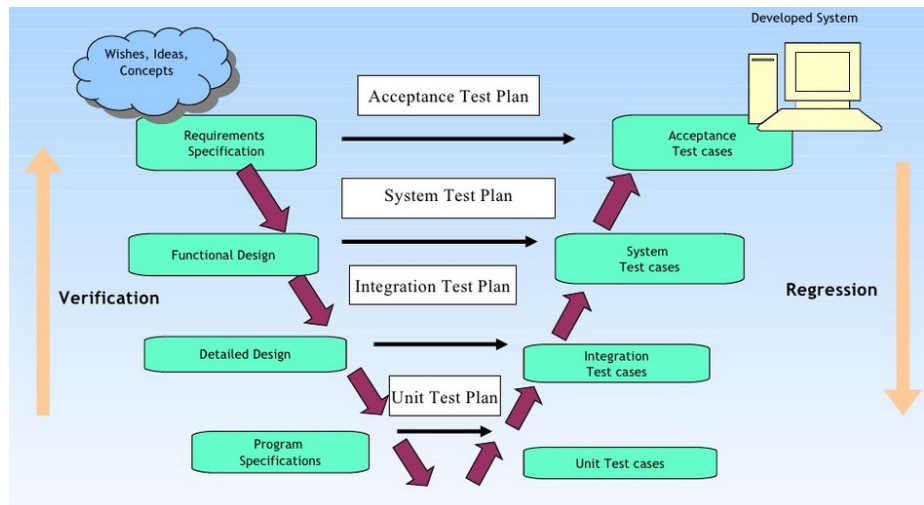 Developed System
Wishes, Ideas,
Concepts
Acceptance Test Plan
Requirements
Specification
Acceptance
Test cases
System Test Plan
Functional Design
System
Test cases
Integration Test Plan
Verification
Regression
Detailed Design
Integration
Test cases
Unit Test Plan
Program
Specifications
Unit Test cases